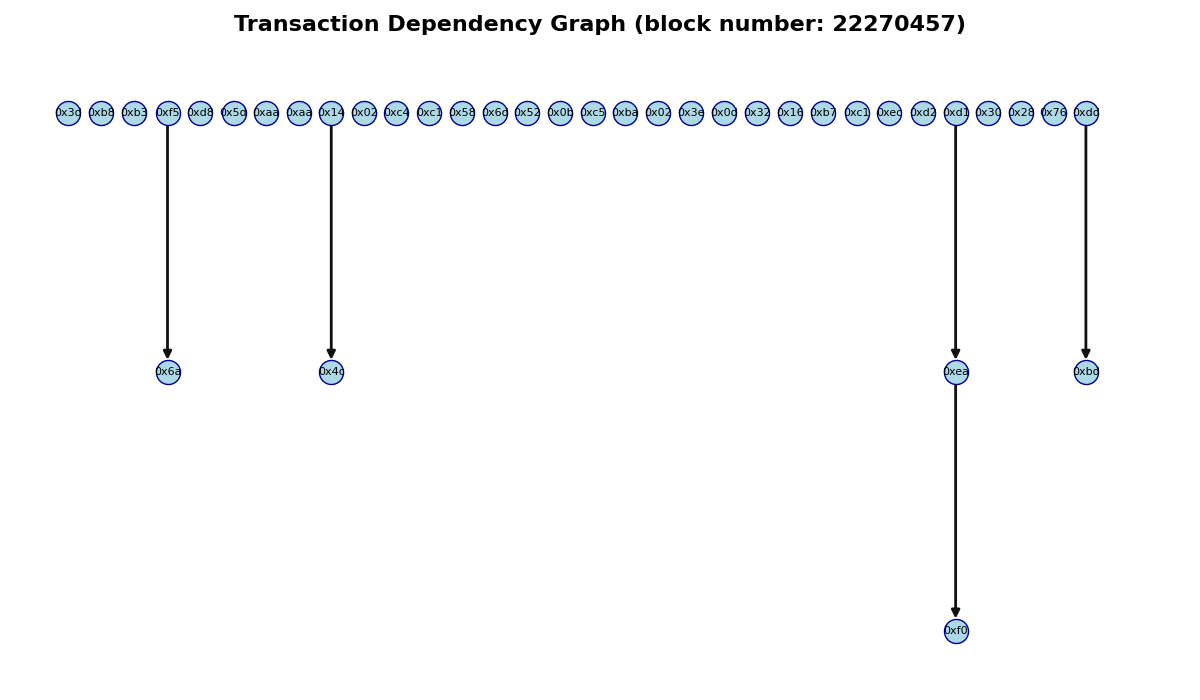 Transaction Dependency Graph (block number: 22270457)
0x3d 0xb8 0xb3 0xf5 0xd8 0x5d 0xaa 0xaa 0x14 0x02 0xc4 0xc1 0x58 0x6d 0x52 0x0b 0xc5 0xba 0x02 0x3e 0x0d 0x32 0x16 0xb7 0xc1 0xec 0xd2 0xd1 0x30 0x28 0x76 0xdd
0x6a 0x4d 0xea 0xbd
0xf0